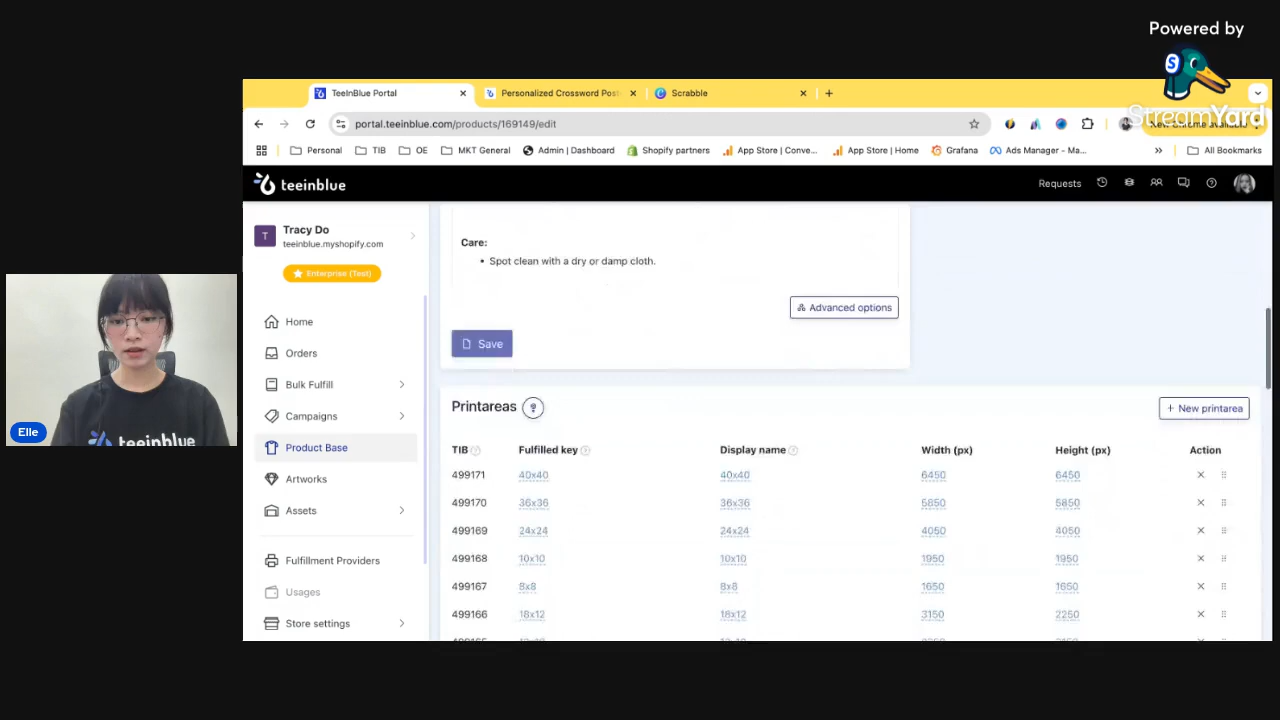 Powered by
S
StreamYard
TeeInBlue Portal
Personalized Crossword Post
Scrabble
portal.teeinblue.com/products/169149/edit
New Chrome available
Personal
TIB
OE
MKT General
Admin | Dashboard
Shopify partners
App Store | Conve...
App Store | Home
Grafana
Ads Manager - Ma...
All Bookmarks
teeinblue
Requests
T
Tracy Do
teeinblue.myshopify.com
Enterprise (Test)
Home
Orders
Bulk Fulfill
Campaigns
Product Base
Artworks
Assets
Fulfillment Providers
Usages
Store settings
Care:
• Spot clean with a dry or damp cloth.
Advanced options
Save
Printareas
+ New printarea
TIB Fulfilled key Display name Width (px) Height (px) Action
499171 40x40 40x40 6450 6450
499170 36x36 36x36 5850 5850
499169 24x24 24x24 4050 4050
499168 10x10 10x10 1950 1950
499167 8x8 8x8 1650 1650
499166 18x12 18x12 3150 2250
teeinblue
Elle